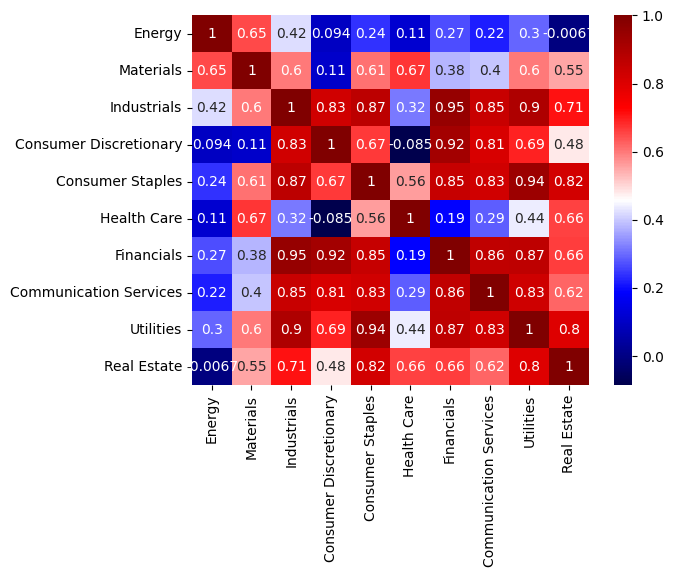 Energy 1 0.65 0.42 0.094 0.24 0.11 0.27 0.22 0.3 -0.0067
Materials 0.65 1 0.6 0.11 0.61 0.67 0.38 0.4 0.6 0.55
Industrials 0.42 0.6 1 0.83 0.87 0.32 0.95 0.85 0.9 0.71
Consumer Discretionary 0.094 0.11 0.83 1 0.67 -0.085 0.92 0.81 0.69 0.48
Consumer Staples 0.24 0.61 0.87 0.67 1 0.56 0.85 0.83 0.94 0.82
Health Care 0.11 0.67 0.32 -0.085 0.56 1 0.19 0.29 0.44 0.66
Financials 0.27 0.38 0.95 0.92 0.85 0.19 1 0.86 0.87 0.66
Communication Services 0.22 0.4 0.85 0.81 0.83 0.29 0.86 1 0.83 0.62
Utilities 0.3 0.6 0.9 0.69 0.94 0.44 0.87 0.83 1 0.8
Real Estate -0.0067 0.55 0.71 0.48 0.82 0.66 0.66 0.62 0.8 1
Energy
Materials
Industrials
Consumer Discretionary
Consumer Staples
Health Care
Financials
Communication Services
Utilities
Real Estate
1.0
0.8
0.6
0.4
0.2
0.0